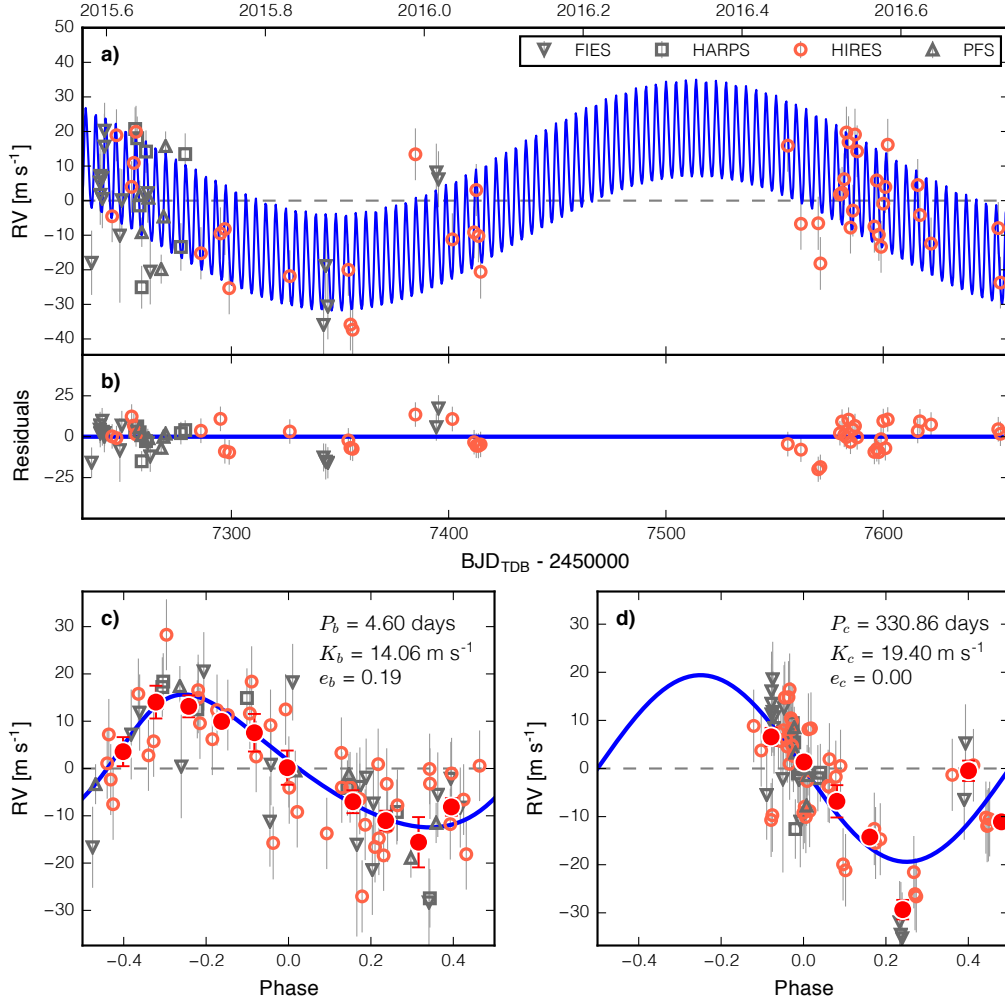 2015.6 2015.8 2016.0 2016.2 2016.4 2016.6
a)
FIES HARPS HIRES PFS
50
40
30
20
10
0
−10
−20
−30
−40
RV [m s-1]
b)
25
0
−25
Residuals
7300 7400 7500 7600
BJDTDB - 2450000
c)
Pb = 4.60 days
Kb = 14.06 m s-1
eb = 0.19
30
20
10
0
−10
−20
−30
RV [m s-1]
−0.4 −0.2 0.0 0.2 0.4
Phase
d)
Pc = 330.86 days
Kc = 19.40 m s-1
ec = 0.00
30
20
10
0
−10
−20
−30
RV [m s-1]
−0.4 −0.2 0.0 0.2 0.4
Phase